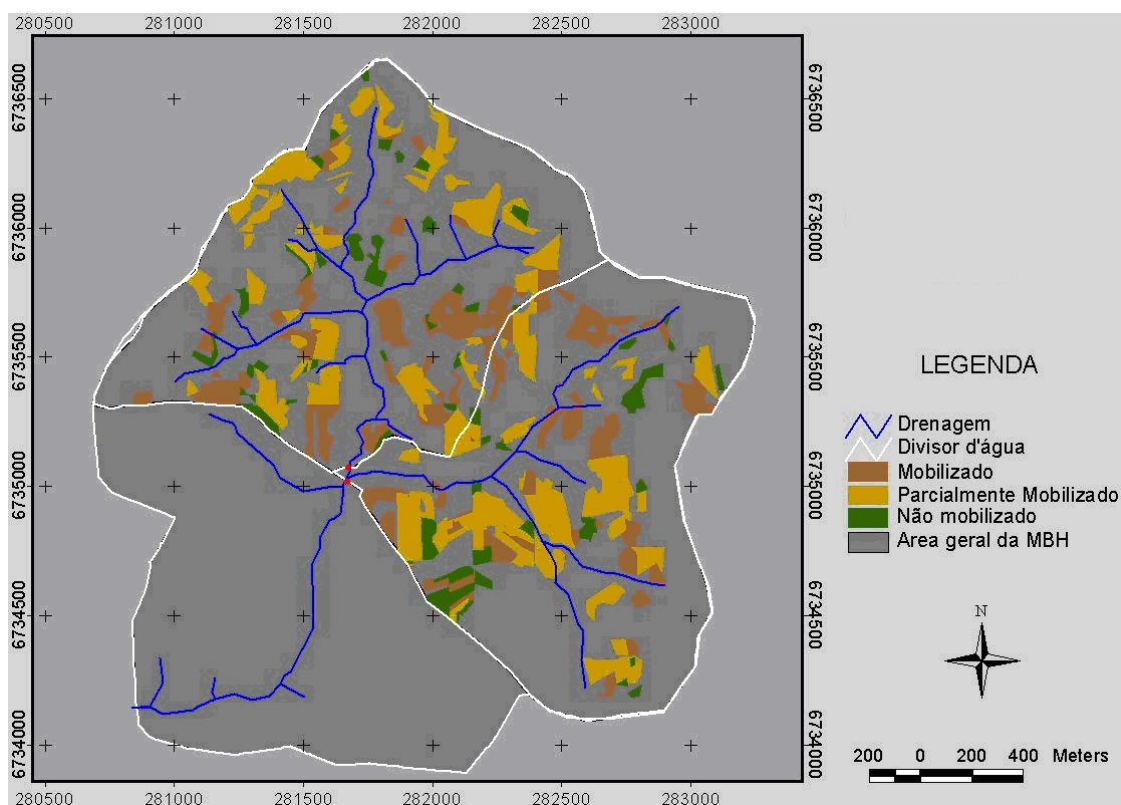 280500 281000 281500 282000 282500 283000
6736500 6736500
6736000 6736000
6735500 6735500
6735000 6735000
6734500 6734500
6734000 6734000
280500 281000 281500 282000 282500 283000
LEGENDA
Drenagem
Divisor d'água
Mobilizado
Parcialmente Mobilizado
Não mobilizado
Area geral da MBH
N
200 0 200 400 Meters